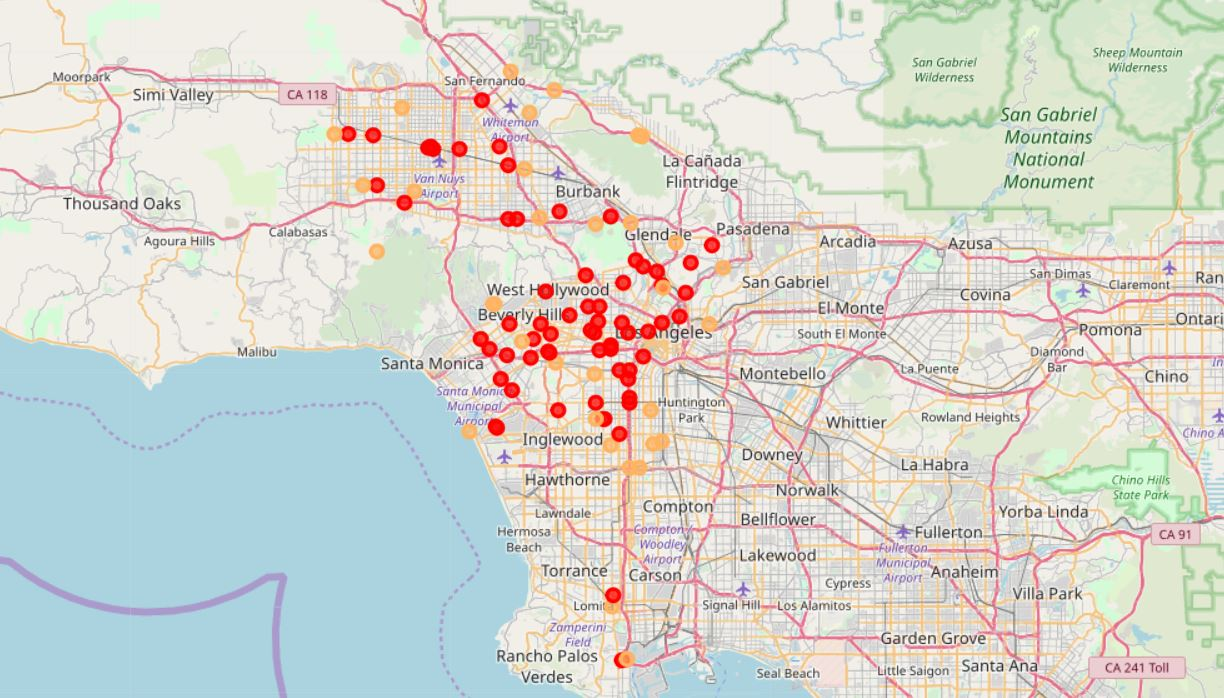 Moorpark
Simi Valley
CA 118
San Fernando
San Gabriel
Wilderness
Sheep Mountain
Wilderness
Whiteman
Airport
San Gabriel
Mountains
National
Monument
La Cañada
Flintridge
Van Nuys
Airport
Burbank
Thousand Oaks
Agoura Hills
Calabasas
Glendale
Pasadena
Arcadia
Azusa
San Dimas
Claremont
West Hollywood
San Gabriel
Covina
Beverly Hills
El Monte
Los Angeles
South El Monte
Pomona
Malibu
Santa Monica
Montebello
La Puente
Diamond
Bar
Chino
Santa Monica
Municipal
Airport
Huntington
Park
Whittier
Rowland Heights
Inglewood
Downey
La Habra
Hawthorne
Norwalk
Chino Hills
State Park
Lawndale
Compton
Bellflower
Yorba Linda
Hermosa
Beach
Compton/
Woodley
Airport
Fullerton
CA 91
Lakewood
Fullerton
Municipal
Airport
Torrance
Carson
Cypress
Anaheim
Lomita
Signal Hill
Los Alamitos
Villa Park
Zamperini
Field
Garden Grove
Rancho Palos
Verdes
Seal Beach
Little Saigon
Santa Ana
CA 241 Toll